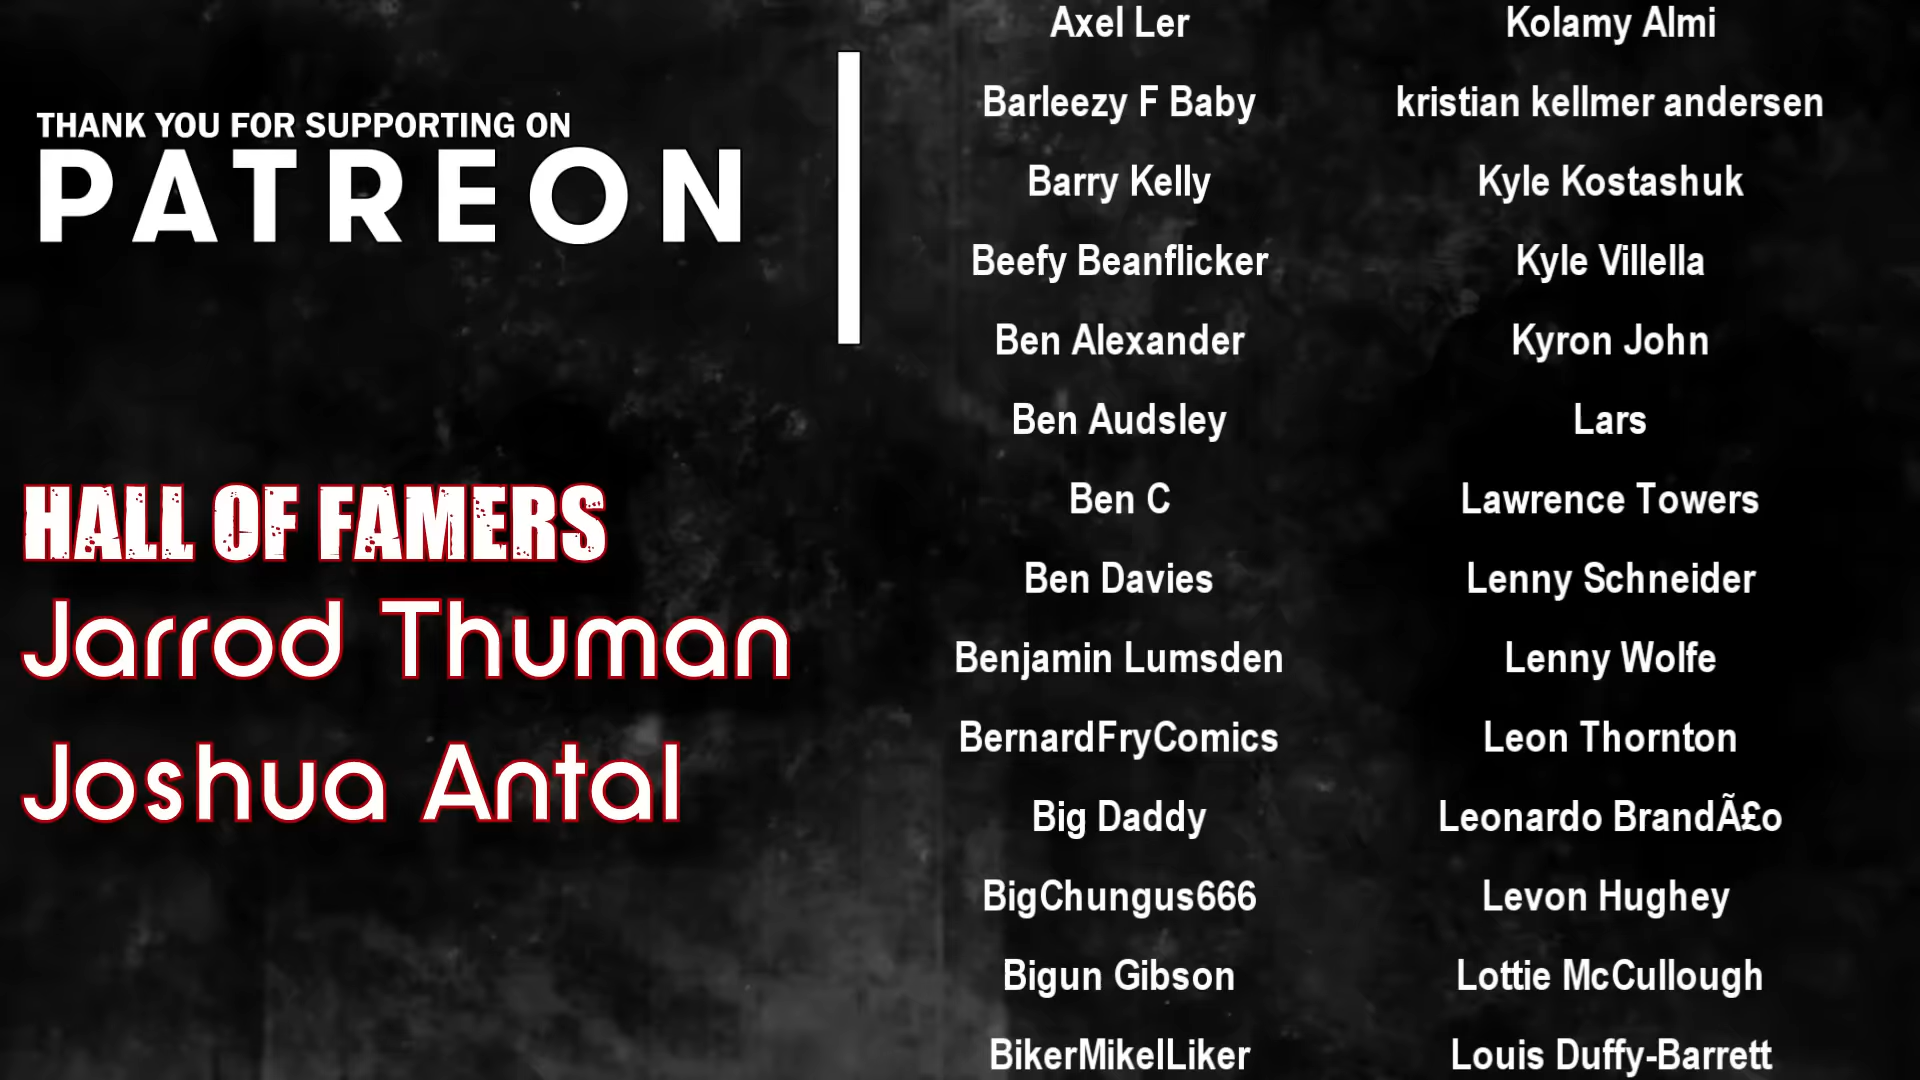 THANK YOU FOR SUPPORTING ON
PATREON
HALL OF FAMERS
Jarrod Thuman
Joshua Antal
Axel Ler
Barleezy F Baby
Barry Kelly
Beefy Beanflicker
Ben Alexander
Ben Audsley
Ben C
Ben Davies
Benjamin Lumsden
BernardFryComics
Big Daddy
BigChungus666
Bigun Gibson
BikerMikelLiker
Kolamy Almi
kristian kellmer andersen
Kyle Kostashuk
Kyle Villella
Kyron John
Lars
Lawrence Towers
Lenny Schneider
Lenny Wolfe
Leon Thornton
Leonardo BrandÃ£o
Levon Hughey
Lottie McCullough
Louis Duffy-Barrett